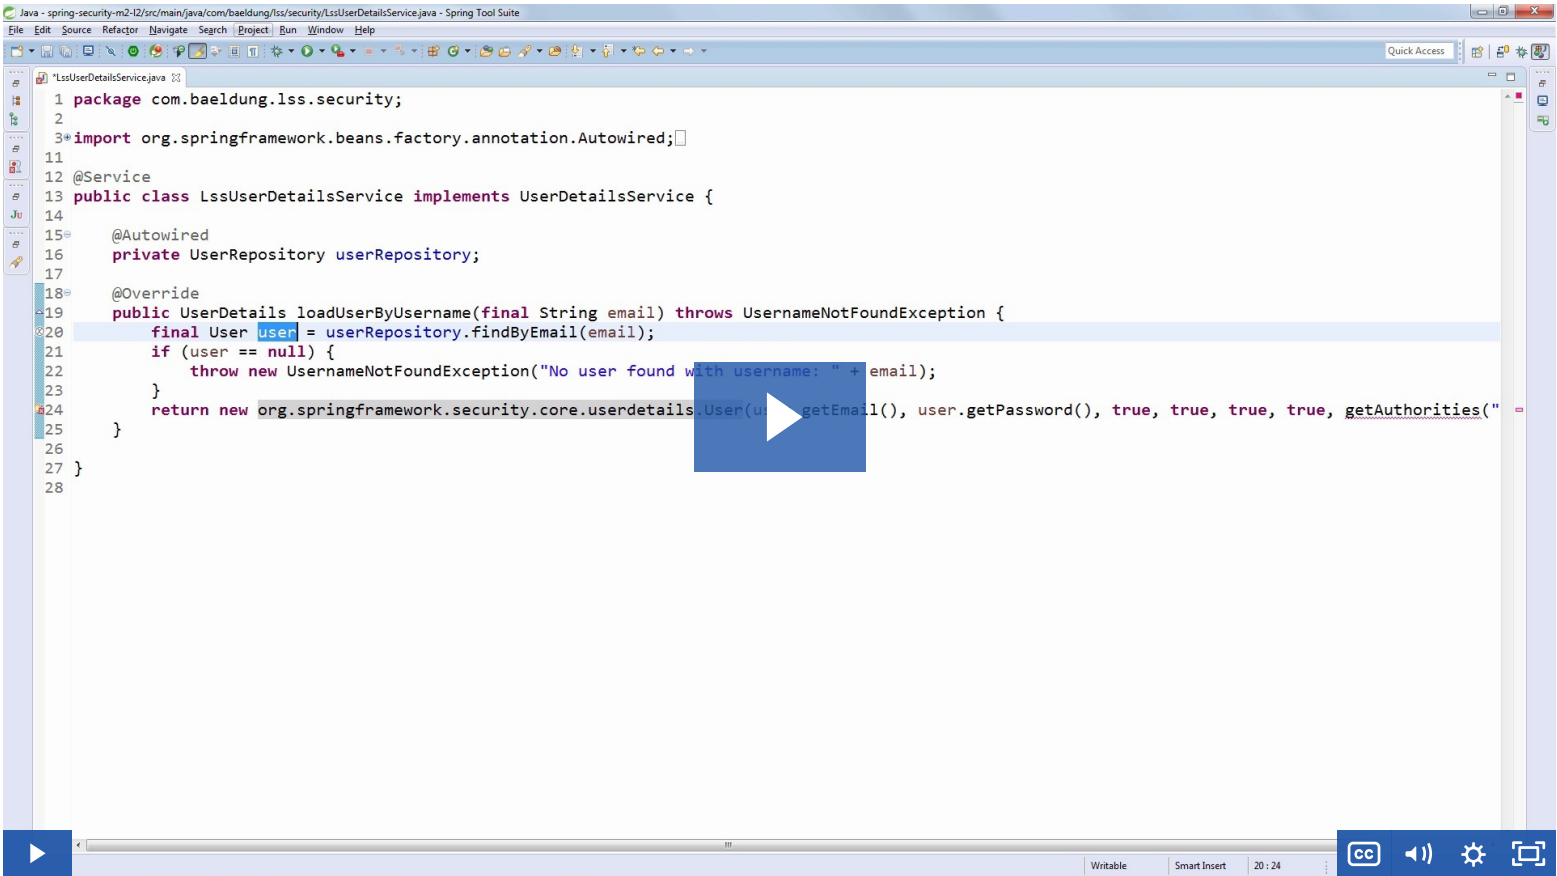 Java - spring-security-m2-l2/src/main/java/com/baeldung/lss/security/LssUserDetailsService.java - Spring Tool Suite
File Edit Source Refactor Navigate Search Project Run Window Help
Quick Access
*LssUserDetailsService.java
1 package com.baeldung.lss.security;
2
3 import org.springframework.beans.factory.annotation.Autowired;
11
12 @Service
13 public class LssUserDetailsService implements UserDetailsService {
14
15 @Autowired
16 private UserRepository userRepository;
17
18 @Override
19 public UserDetails loadUserByUsername(final String email) throws UsernameNotFoundException {
20 final User user = userRepository.findByEmail(email);
21 if (user == null) {
22 throw new UsernameNotFoundException("No user found with username: " + email);
23 }
24 return new org.springframework.security.core.userdetails.User(us getEmail(), user.getPassword(), true, true, true, true, getAuthorities("
25 }
26
27 }
28
Ju
Writable Smart Insert 20 : 24
CC